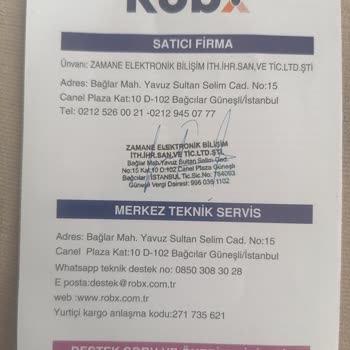 Robx
SATICI FİRMA
Ünvanı: ZAMANE ELEKTRONİK BİLİŞİM İTH.İHR.SAN,VE TİC.LTD.ŞTİ
Adres: Bağlar Mah. Yavuz Sultan Selim Cad. No:15
Canel Plaza Kat:10 D-102 Bağcılar Güneşli/İstanbul
Tel: 0212 526 00 21 -0212 945 07 77
ZAMANE ELEKTRONİK BİLİŞİM
İTH.İHR.SAN,VE TİC.LTD.ŞTİ
Bağlar Mah.Yavuz Sultan Selim Cad.
No:15 Kat:10 D:102 Canel Plaza Güneşli
Bağcılar / İSTANBUL Tic.Sic.No: 784093
Güneşli Vergi Dairesi: 996 035 1102
MERKEZ TEKNİK SERVİS
Adres: Bağlar Mah. Yavuz Sultan Selim Cad. No:15
Canel Plaza Kat:10 D-102 Bağcılar Güneşli/İstanbul
Whatsapp teknik destek no: 0850 308 30 28
E posta:destek@robx.com.tr
web :www.robx.com.tr
Yurtiçi kargo anlaşma kodu:271 735 621